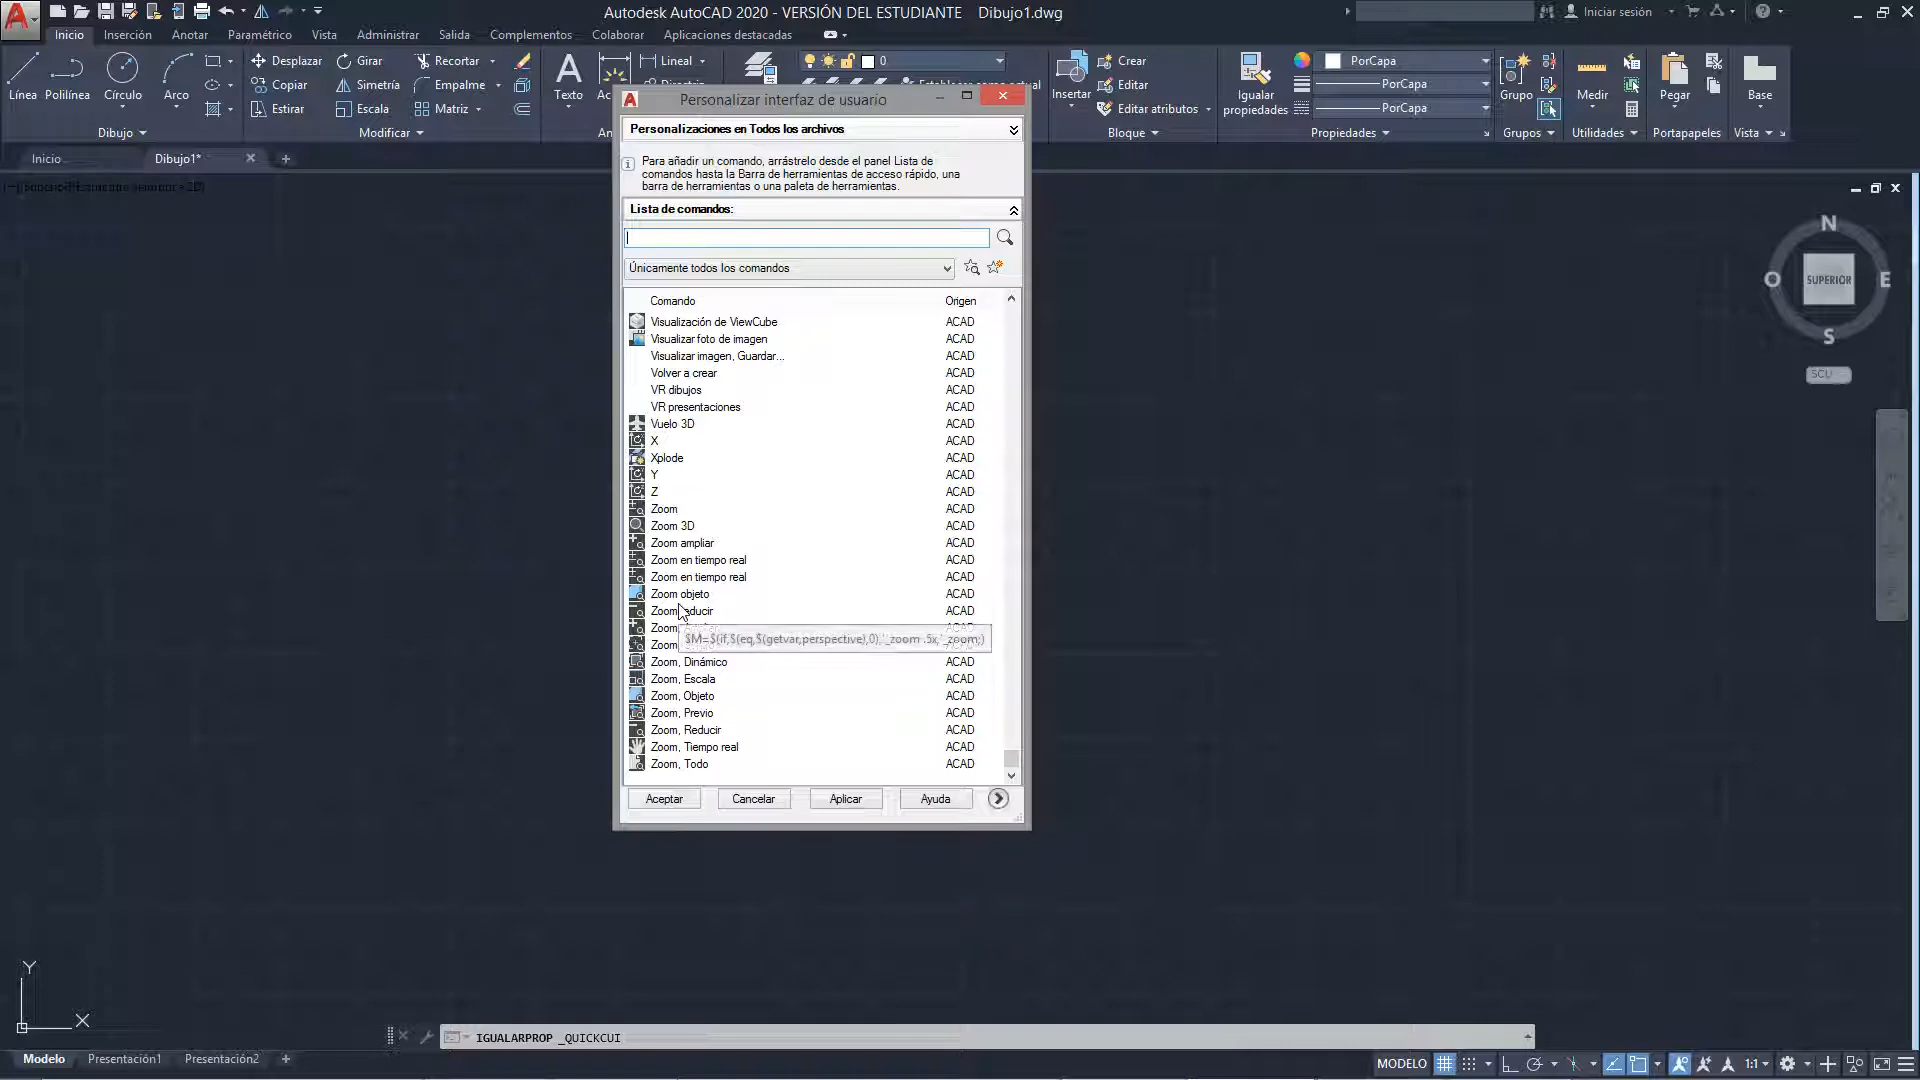 Autodesk AutoCAD 2020 - VERSIÓN DEL ESTUDIANTE Dibujo1.dwg
Iniciar sesión
Inicio Inserción Anotar Paramétrico Vista Administrar Salida Complementos Colaborar Aplicaciones destacadas
Línea Polilínea Círculo Arco
Desplazar Girar Recortar
Copiar Simetría Empalme
Estirar Escala Matriz
Texto
Lineal
0
Insertar
Crear
Editar
Editar atributos
Igualar propiedades
PorCapa
PorCapa
PorCapa
Grupo Medir Pegar Base
Dibujo Modificar Bloque Propiedades Grupos Utilidades Portapapeles Vista
Inicio Dibujo1*
Personalizar interfaz de usuario
Personalizaciones en Todos los archivos
Para añadir un comando, arrástrelo desde el panel Lista de
comandos hasta la Barra de herramientas de acceso rápido, una
barra de herramientas o una paleta de herramientas.
Lista de comandos:
Únicamente todos los comandos
Comando Origen
Visualización de ViewCube ACAD
Visualizar foto de imagen ACAD
Visualizar imagen, Guardar... ACAD
Volver a crear ACAD
VR dibujos ACAD
VR presentaciones ACAD
Vuelo 3D ACAD
X ACAD
Xplode ACAD
Y ACAD
Z ACAD
Zoom ACAD
Zoom 3D ACAD
Zoom ampliar ACAD
Zoom en tiempo real ACAD
Zoom en tiempo real ACAD
Zoom objeto ACAD
Zoom reducir ACAD
Zoom, ACAD
$M=$(if,$(eq,$(getvar,perspective),0),'_zoom .5x,'_zoom;)
Zoom
Zoom, Dinámico ACAD
Zoom, Escala ACAD
Zoom, Objeto ACAD
Zoom, Previo ACAD
Zoom, Reducir ACAD
Zoom, Tiempo real ACAD
Zoom, Todo ACAD
Aceptar Cancelar Aplicar Ayuda
N
O SUPERIOR E
S
SCU
Y
X
IGUALARPROP _QUICKCUI
Modelo Presentación1 Presentación2
MODELO 1:1